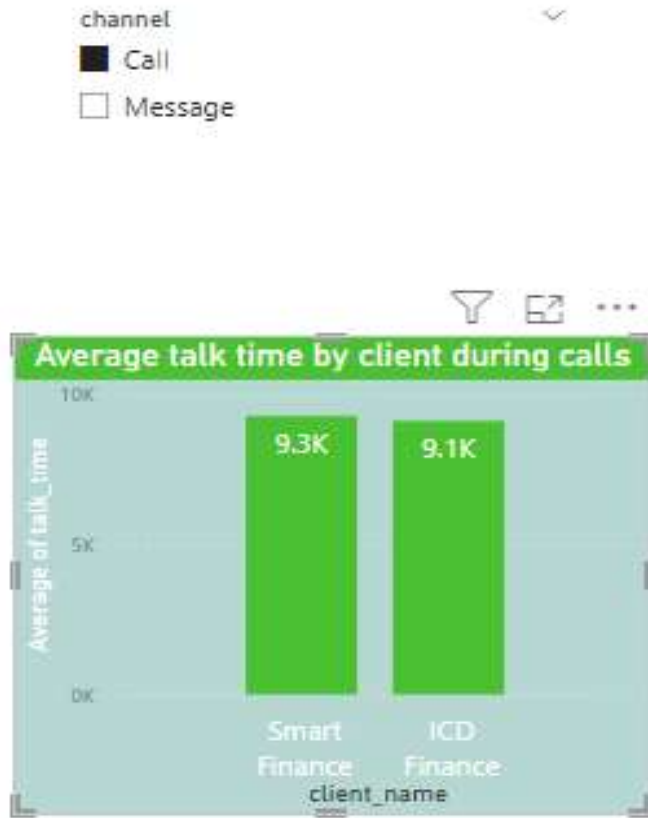 channel
Call
Message
Average talk time by client during calls
Average of talk_time
10K
5K
0K
9.3K
9.1K
Smart
Finance
ICD
Finance
client_name